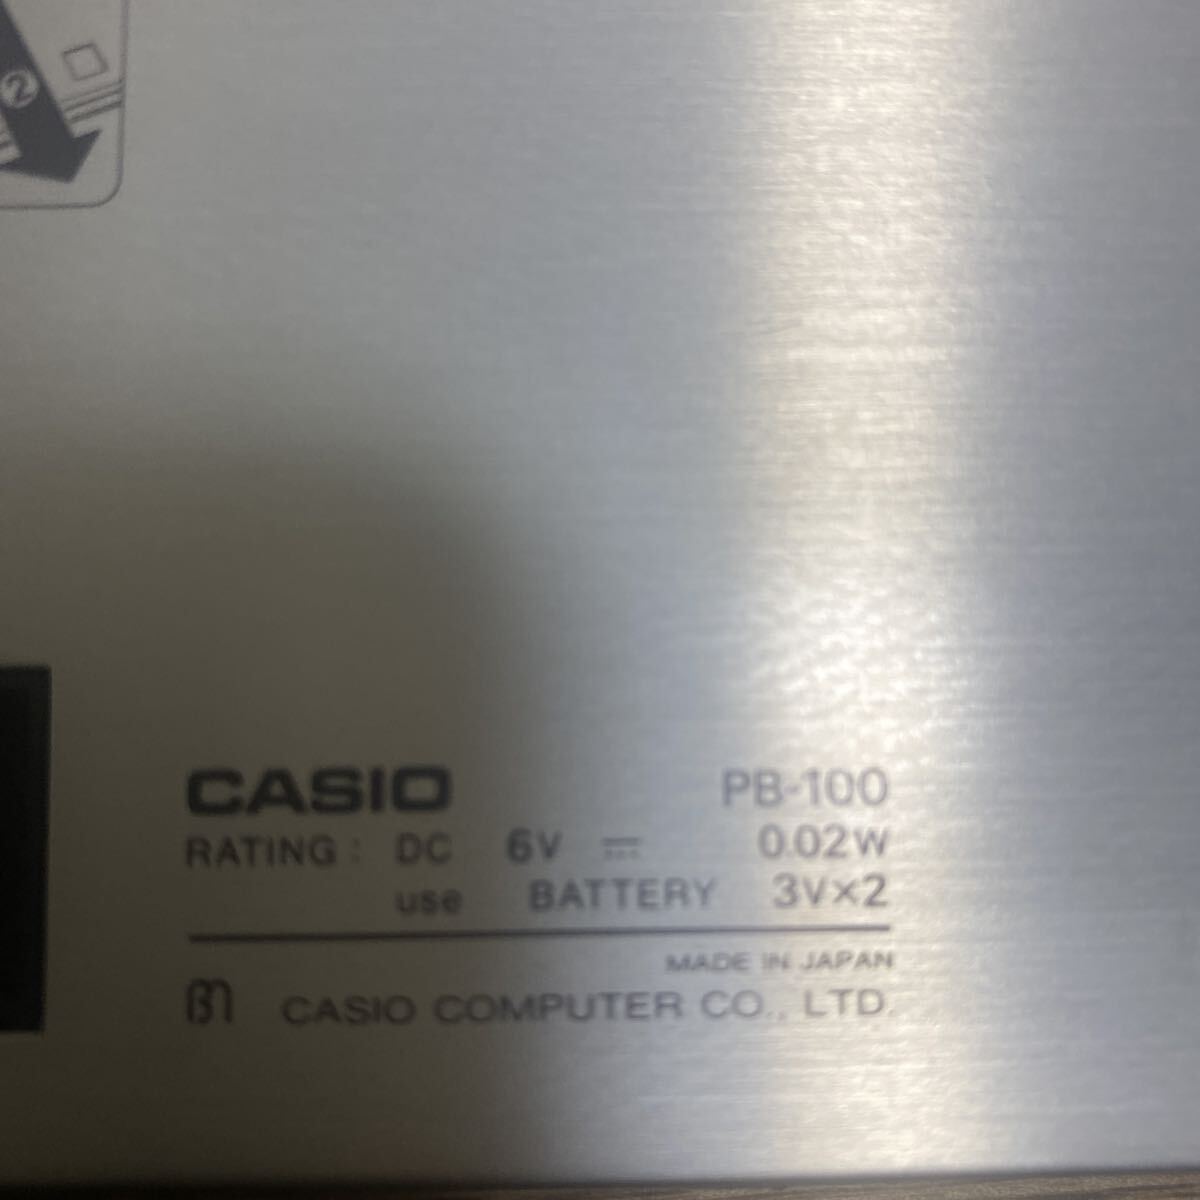 ②
CASIO PB-100
RATING : DC 6V ⎓ 0.02W
use BATTERY 3V×2
MADE IN JAPAN
CASIO COMPUTER CO., LTD.